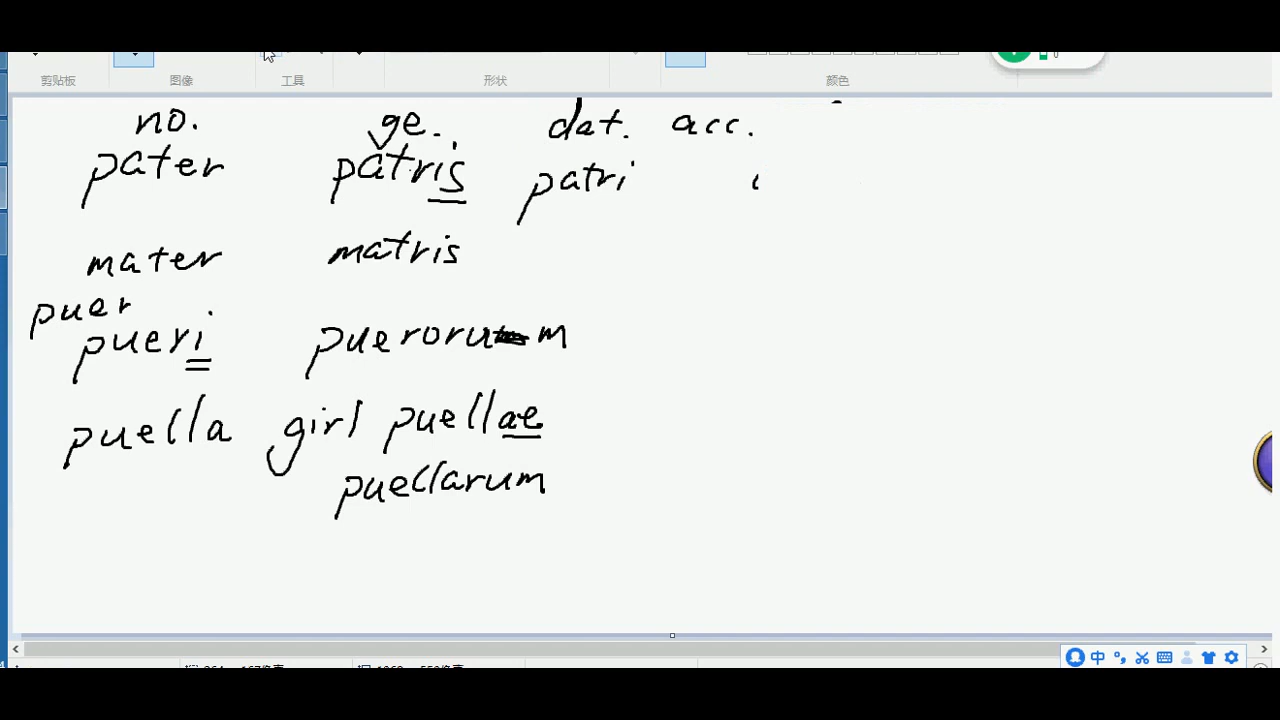 剪贴板 图像 工具 形状 颜色
no. ge. dat. acc.
pater patris patri
mater matris
puer
pueri puerorum
puella girl puellae
puellarum
中